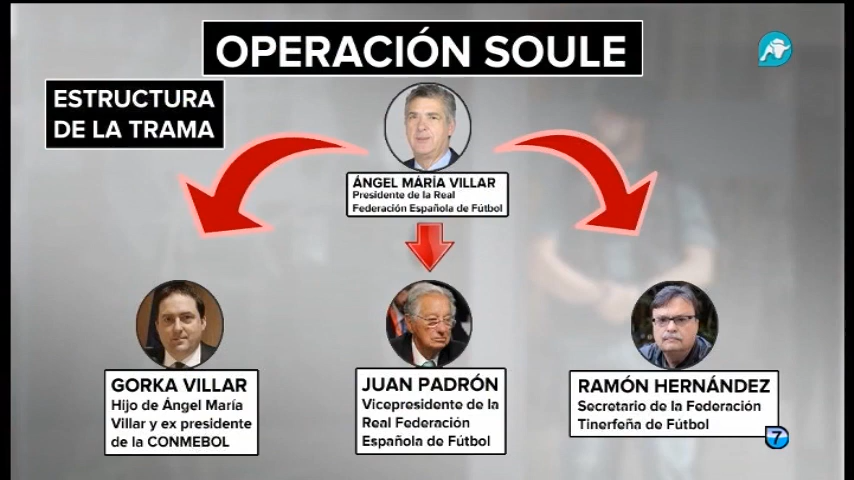 OPERACIÓN SOULE
ESTRUCTURA
DE LA TRAMA
ÁNGEL MÁRÍA VILLAR
Presidente de la Real
Federación Española de Fútbol
GORKA VILLAR
Hijo de Ángel María
Villar y ex presidente
de la CONMEBOL
JUAN PADRÓN
Vicepresidente de la
Real Federación
Española de Fútbol
RAMÓN HERNÁNDEZ
Secretario de la Federación
Tinerfeña de Fútbol
7